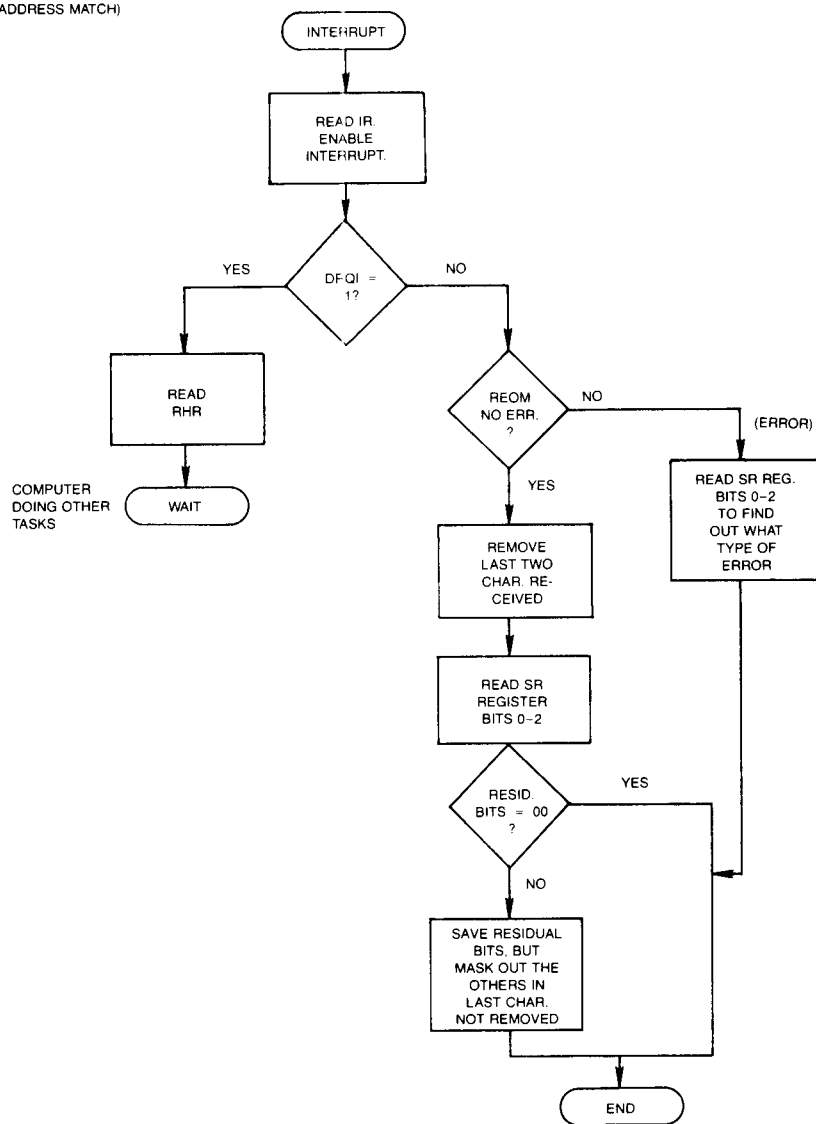 ADDRESS MATCH)
INTERRUPT
READ IR.
ENABLE
INTERRUPT.
YES
NO
= 
1?
READ
RHR
COMPUTER
DOING OTHER
TASKS
WAIT
REOM
NO ERR.
?
NO
(ERROR)
YES
READ SR REG.
BITS 0-2
TO FIND
OUT WHAT
TYPE OF
ERROR
REMOVE
LAST TWO
CHAR. RE-
CEIVED
READ SR
REGISTER
BITS 0-2
RESID.
BITS = 00
?
YES
NO
SAVE RESIDUAL
BITS, BUT
MASK OUT THE
OTHERS IN
LAST CHAR.
NOT REMOVED
END